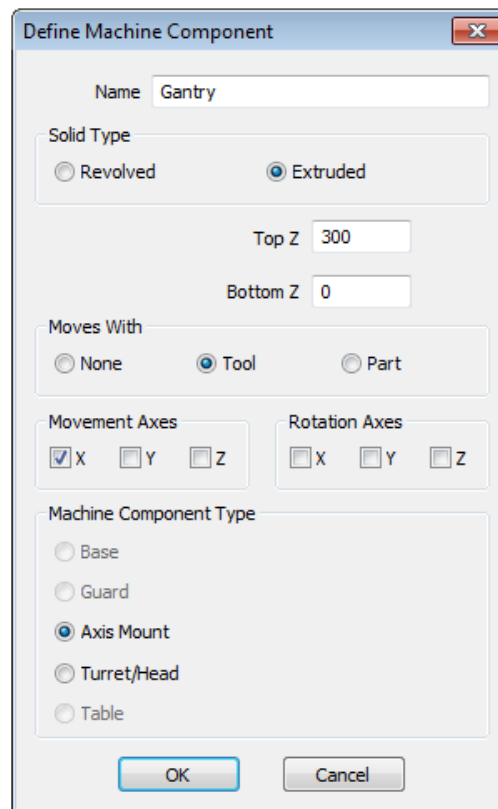 Define Machine Component
Name Gantry
Solid Type
Revolved Extruded
Top Z 300
Bottom Z 0
Moves With
None Tool Part
Movement Axes Rotation Axes
X Y Z X Y Z
Machine Component Type
Base
Guard
Axis Mount
Turret/Head
Table
OK Cancel